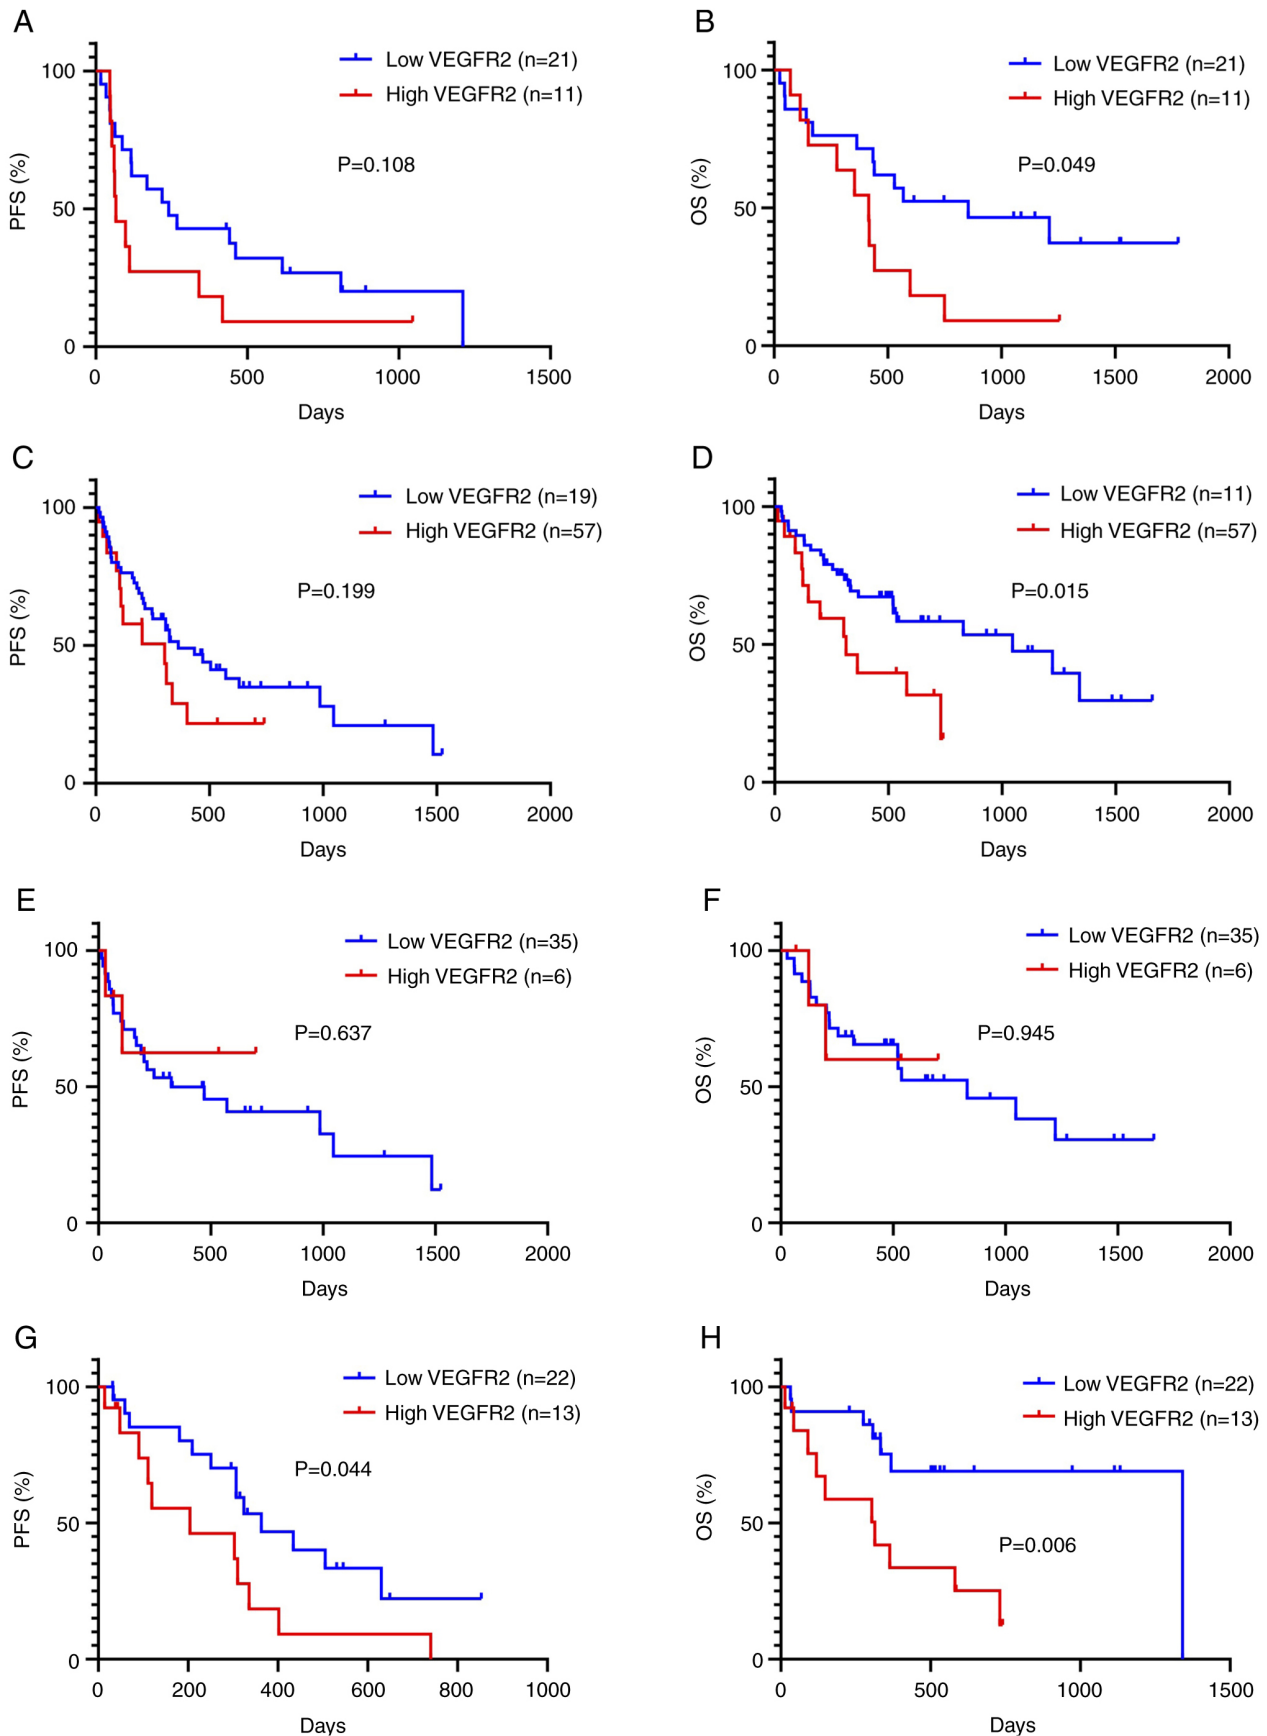 A
Low VEGFR2 (n=21)
High VEGFR2 (n=11)
P=0.108
PFS (%)
100
50
0
0 500 1000 1500
Days
B
Low VEGFR2 (n=21)
High VEGFR2 (n=11)
P=0.049
OS (%)
100
50
0
0 500 1000 1500 2000
Days
C
Low VEGFR2 (n=19)
High VEGFR2 (n=57)
P=0.199
PFS (%)
100
50
0
0 500 1000 1500 2000
Days
D
Low VEGFR2 (n=11)
High VEGFR2 (n=57)
P=0.015
OS (%)
100
50
0
0 500 1000 1500 2000
Days
E
Low VEGFR2 (n=35)
High VEGFR2 (n=6)
P=0.637
PFS (%)
100
50
0
0 500 1000 1500 2000
Days
F
Low VEGFR2 (n=35)
High VEGFR2 (n=6)
P=0.945
OS (%)
100
50
0
0 500 1000 1500 2000
Days
G
Low VEGFR2 (n=22)
High VEGFR2 (n=13)
P=0.044
PFS (%)
100
50
0
0 200 400 600 800 1000
Days
H
Low VEGFR2 (n=22)
High VEGFR2 (n=13)
P=0.006
OS (%)
100
50
0
0 500 1000 1500
Days